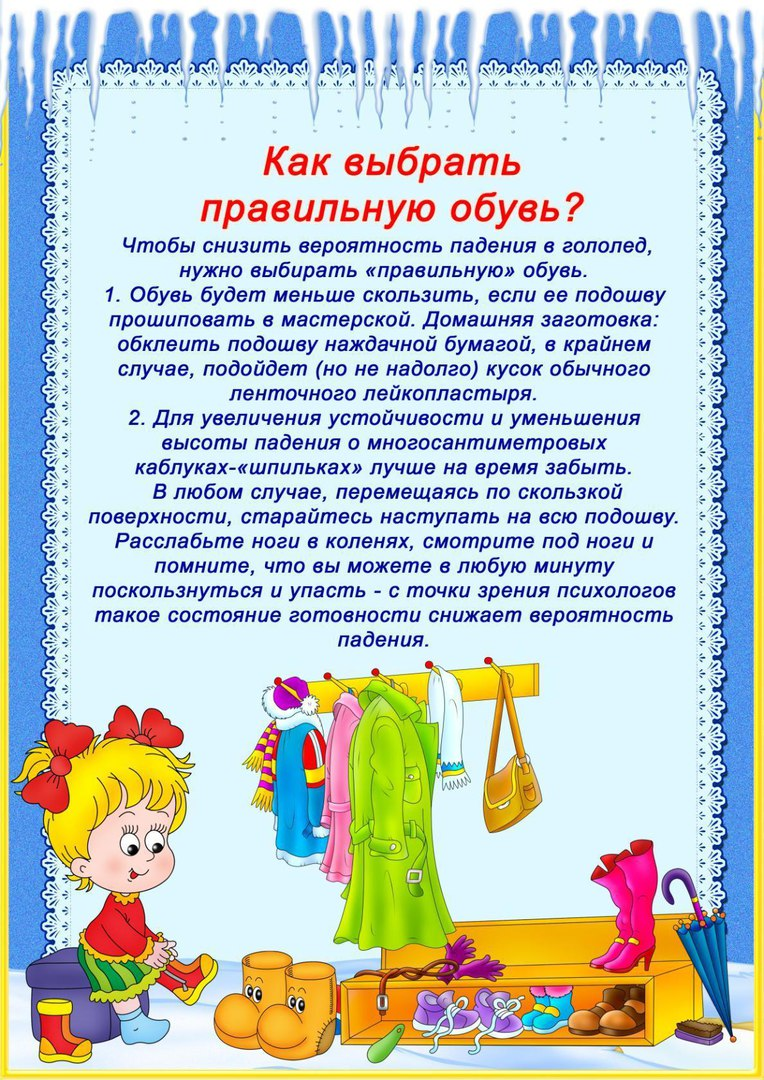 Как выбрать
правильную обувь?
Чтобы снизить вероятность падения в гололед,
нужно выбирать «правильную» обувь.
1. Обувь будет меньше скользить, если ее подошву
прошиповать в мастерской. Домашняя заготовка:
обклеить подошву наждачной бумагой, в крайнем
случае, подойдет (но не надолго) кусок обычного
ленточного лейкопластыря.
2. Для увеличения устойчивости и уменьшения
высоты падения о многосантиметровых
каблуках-«шпильках» лучше на время забыть.
В любом случае, перемещаясь по скользкой
поверхности, старайтесь наступать на всю подошву.
Расслабьте ноги в коленях, смотрите под ноги и
помните, что вы можете в любую минуту
поскользнуться и упасть - с точки зрения психологов
такое состояние готовности снижает вероятность
падения.